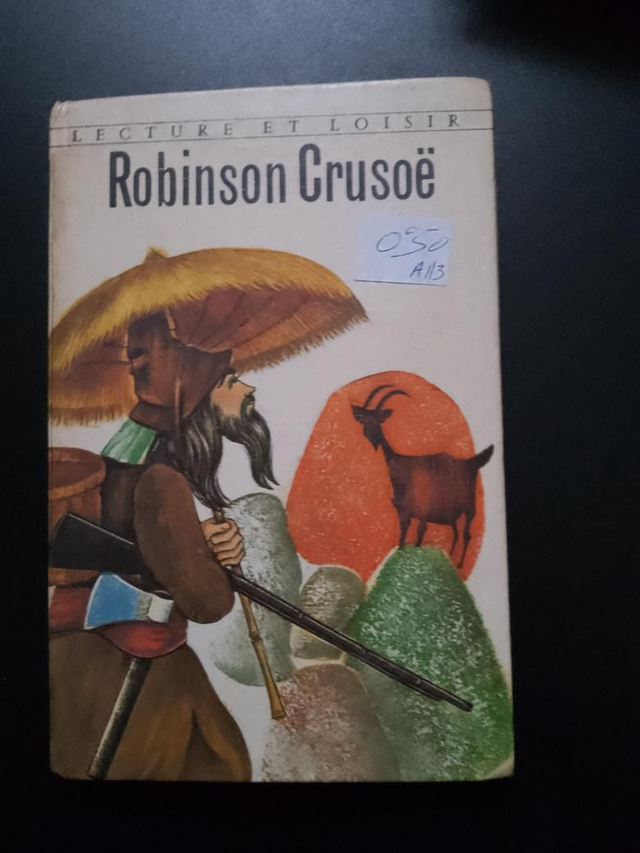 LECTURE ET LOISIR
Robinson Crusoë
0€50
A113